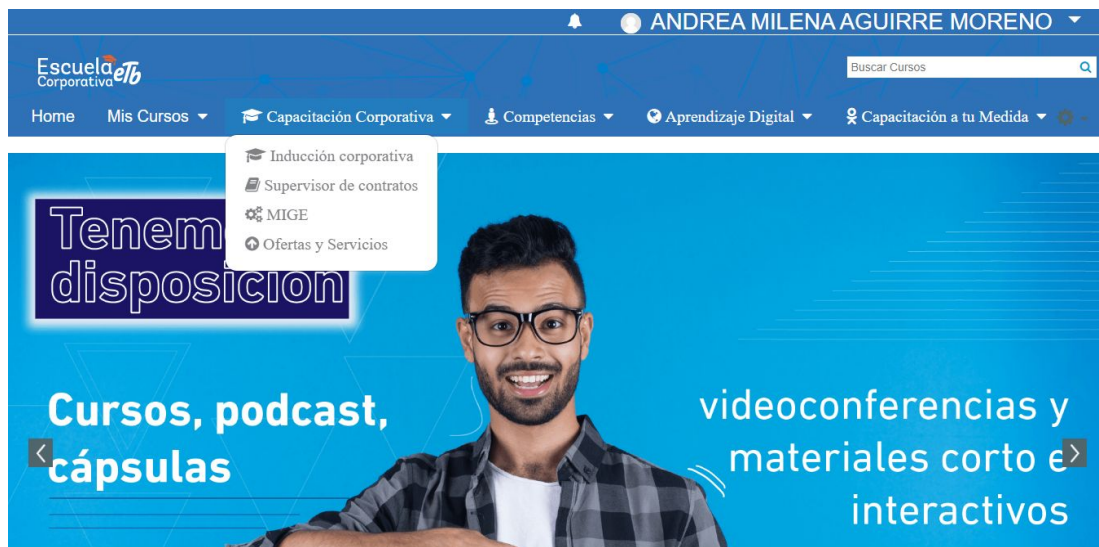 ANDREA MILENA AGUIRRE MORENO
Escuela
Corporativa etb
Buscar Cursos
Home Mis Cursos Capacitación Corporativa Competencias Aprendizaje Digital Capacitación a tu Medida
Inducción corporativa
Supervisor de contratos
MIGE
Ofertas y Servicios
disposición
Cursos, podcast,
cápsulas
videoconferencias y
materiales corto e
interactivos